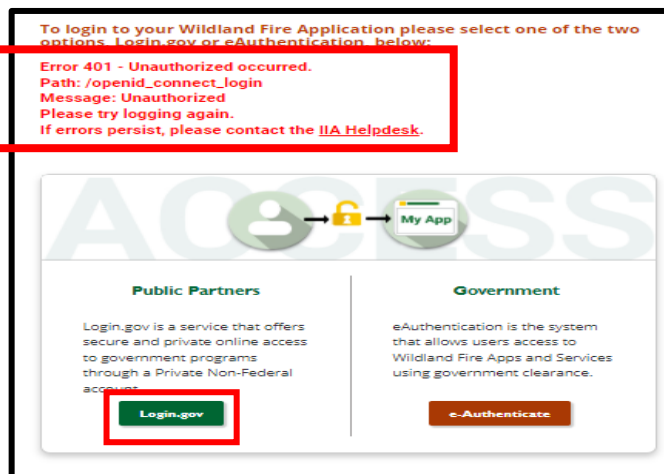 To login to your Wildland Fire Application please select one of the two
options, Login.gov or eAuthentication, below:
Error 401 - Unauthorized occurred.
Path: /openid_connect_login
Message: Unauthorized
Please try logging again.
If errors persist, please contact the IIA Helpdesk.
ACCESS
My App
Public Partners
Login.gov is a service that offers
secure and private online access
to government programs
through a Private Non-Federal
account.
Login.gov
Government
eAuthentication is the system
that allows users access to
Wildland Fire Apps and Services
using government clearance.
e-Authenticate